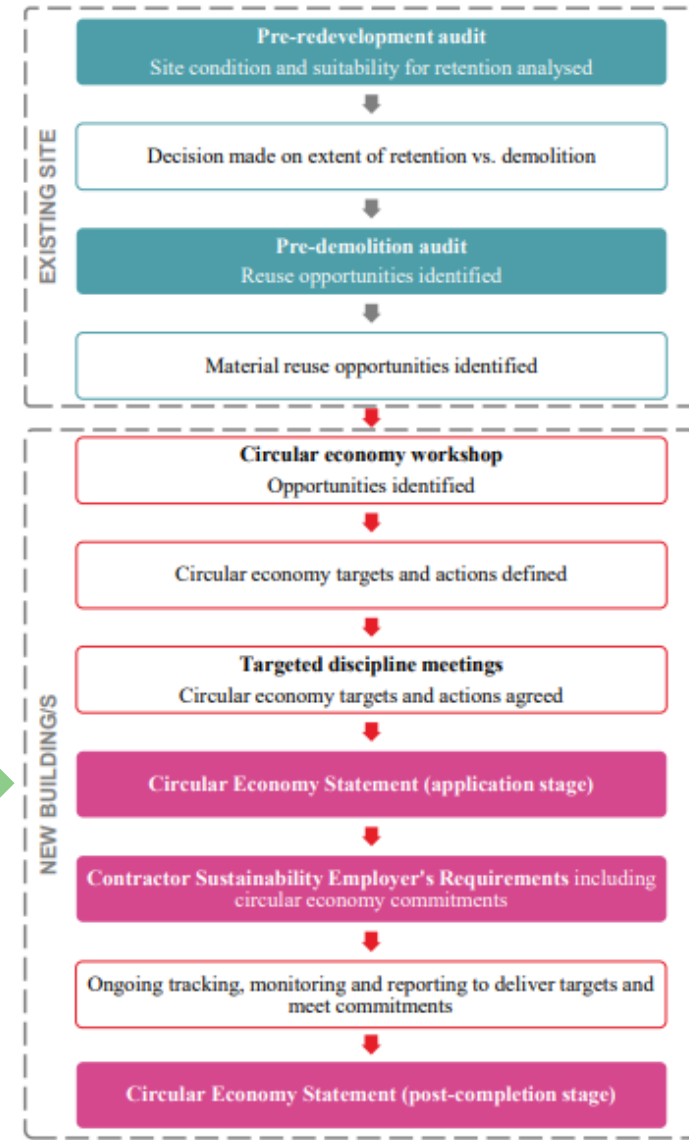 EXISTING SITE
Pre-redevelopment audit
Site condition and suitability for retention analysed
Decision made on extent of retention vs. demolition
Pre-demolition audit
Reuse opportunities identified
Material reuse opportunities identified
NEW BUILDING/S
Circular economy workshop
Opportunities identified
Circular economy targets and actions defined
Targeted discipline meetings
Circular economy targets and actions agreed
Circular Economy Statement (application stage)
Contractor Sustainability Employer's Requirements including
circular economy commitments
Ongoing tracking, monitoring and reporting to deliver targets and
meet commitments
Circular Economy Statement (post-completion stage)